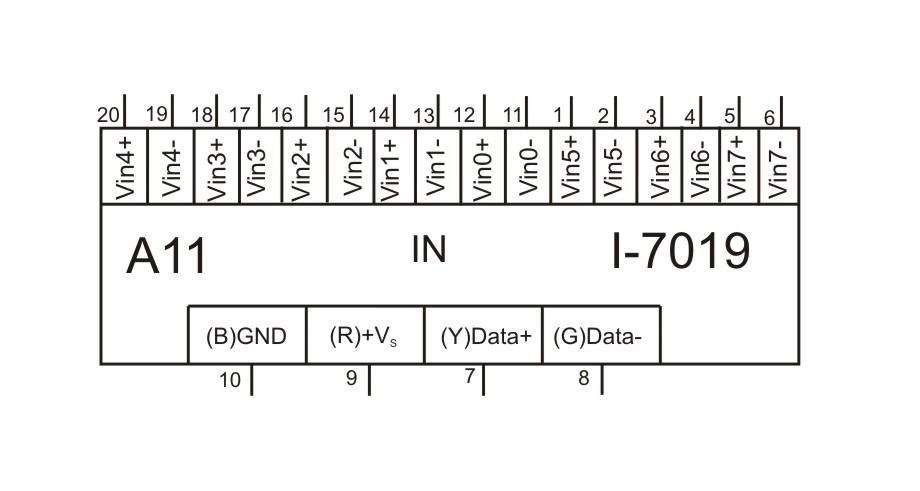 20 19 18 17 16 15 14 13 12 11 1 2 3 4 5 6
Vin4+ Vin4- Vin3+ Vin3- Vin2+ Vin2- Vin1+ Vin1- Vin0+ Vin0- Vin5+ Vin5- Vin6+ Vin6- Vin7+ Vin7-
A11 IN I-7019
(B)GND (R)+Vs (Y)Data+ (G)Data-
10 9 7 8